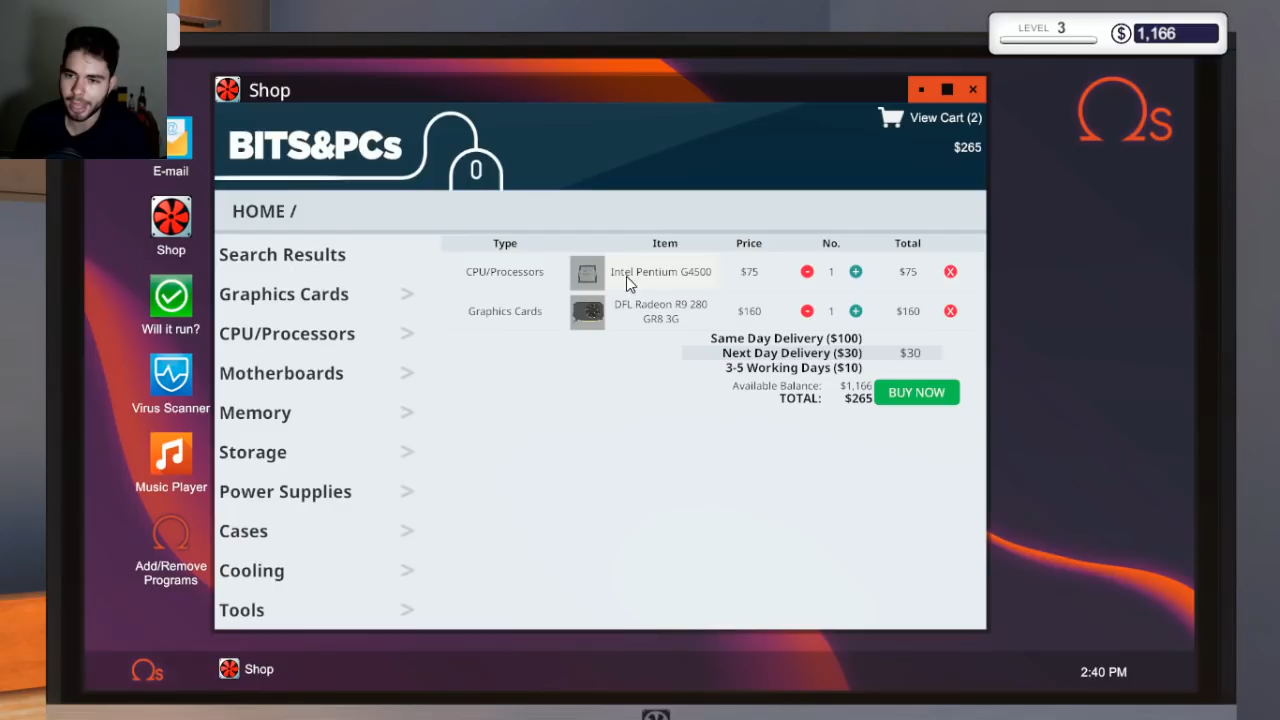 LEVEL 3
$ 1,166
Shop
BITS&PCs
View Cart (2)
$265
HOME /
E-mail
Shop
Will it run?
Virus Scanner
Music Player
Add/Remove
Programs
Search Results
Graphics Cards >
CPU/Processors >
Motherboards >
Memory >
Storage >
Power Supplies >
Cases >
Cooling >
Tools >
Type Item Price No. Total
CPU/Processors Intel Pentium G4500 $75 - 1 + $75 X
Graphics Cards DFL Radeon R9 280
GR8 3G $160 - 1 + $160 X
Same Day Delivery ($100)
Next Day Delivery ($30) $30
3-5 Working Days ($10)
Available Balance: $1,166
TOTAL: $265
BUY NOW
Ωs
Ωs
Shop
2:40 PM